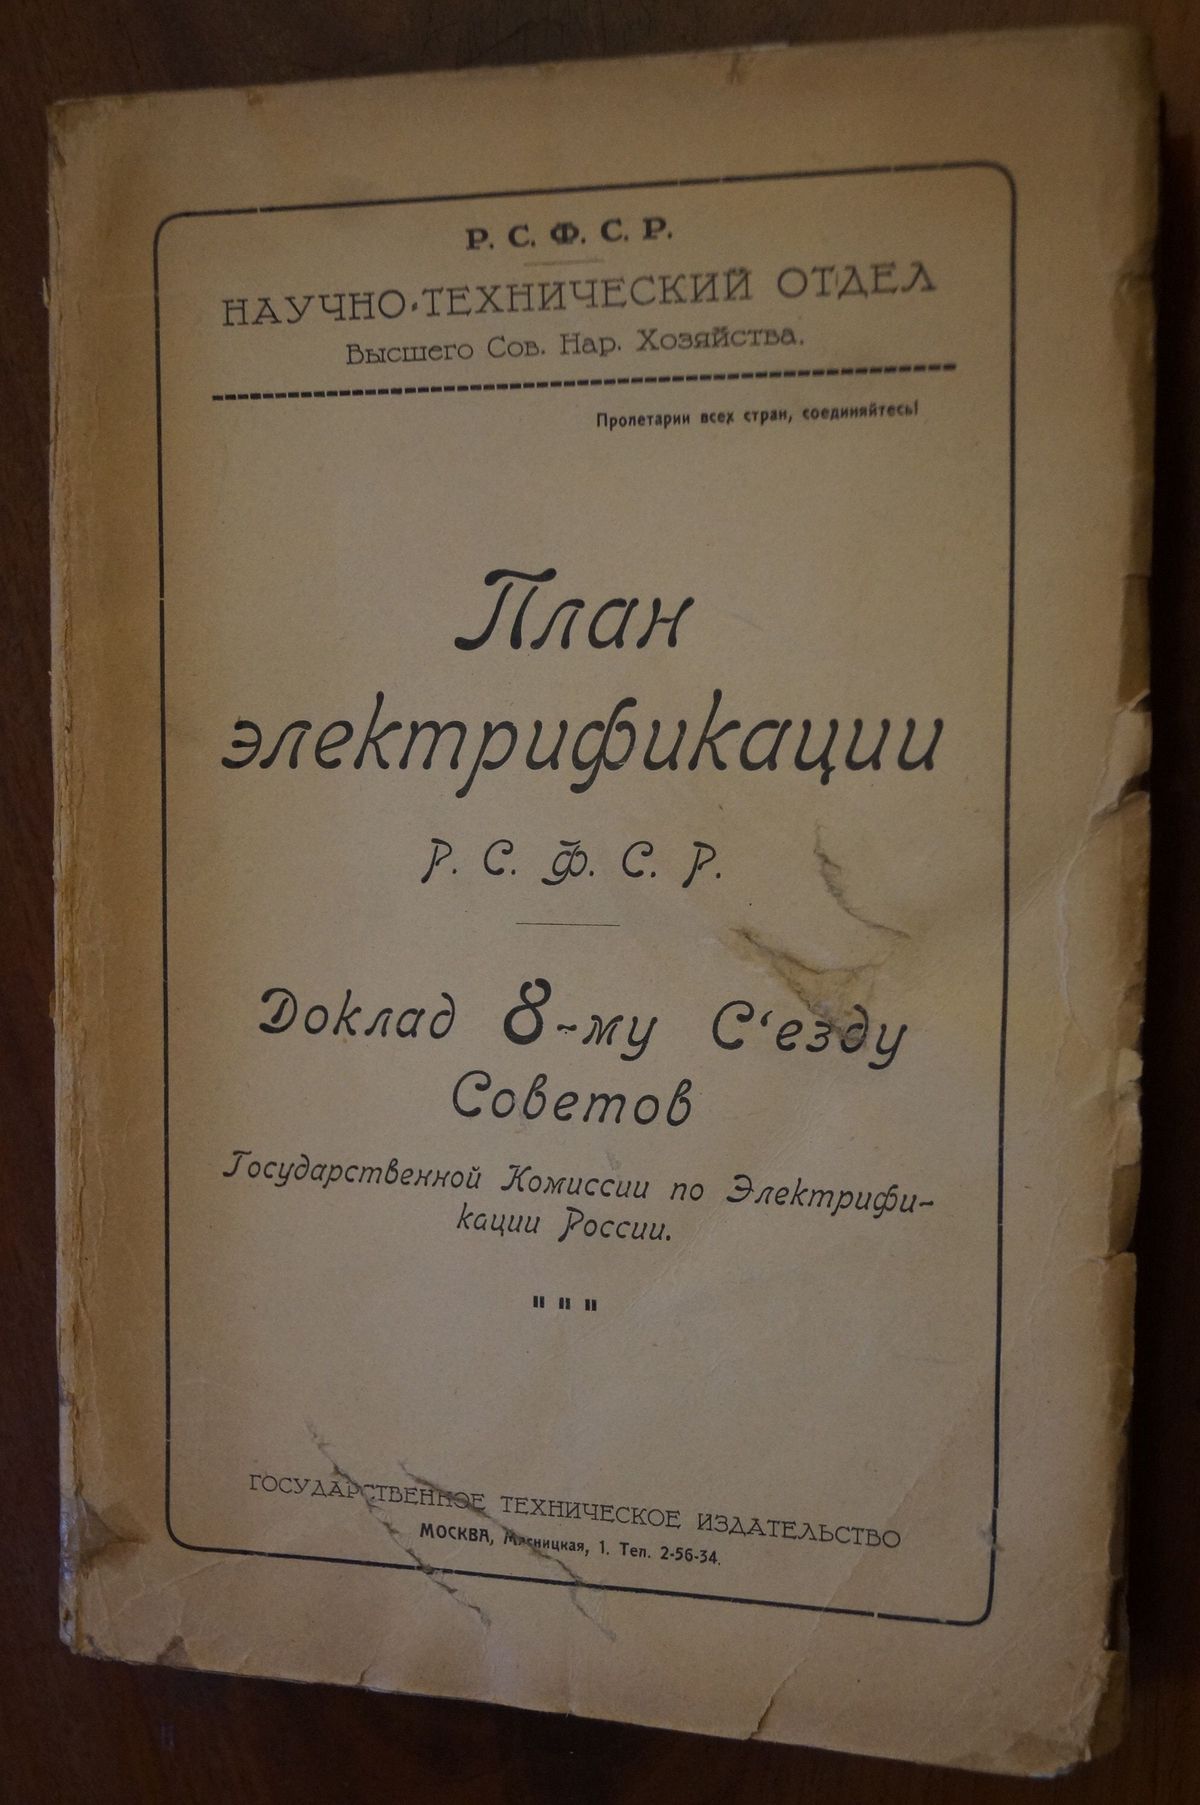 Р. С. Ф. С. Р.
НАУЧНО-ТЕХНИЧЕСКИЙ ОТДЕЛ
Высшего Сов. Нар. Хозяйства.
Пролетарии всех стран, соединяйтесь!
План
электрификации
Р. С. Ф. С. Р.
Доклад 8-му С‘езду
Советов
Государственной Комиссии по Электрифи-
кации России.
ГОСУДАРСТВЕННОЕ ТЕХНИЧЕСКОЕ ИЗДАТЕЛЬСТВО
МОСКВА, Мясницкая, 1. Тел. 2-56-34.